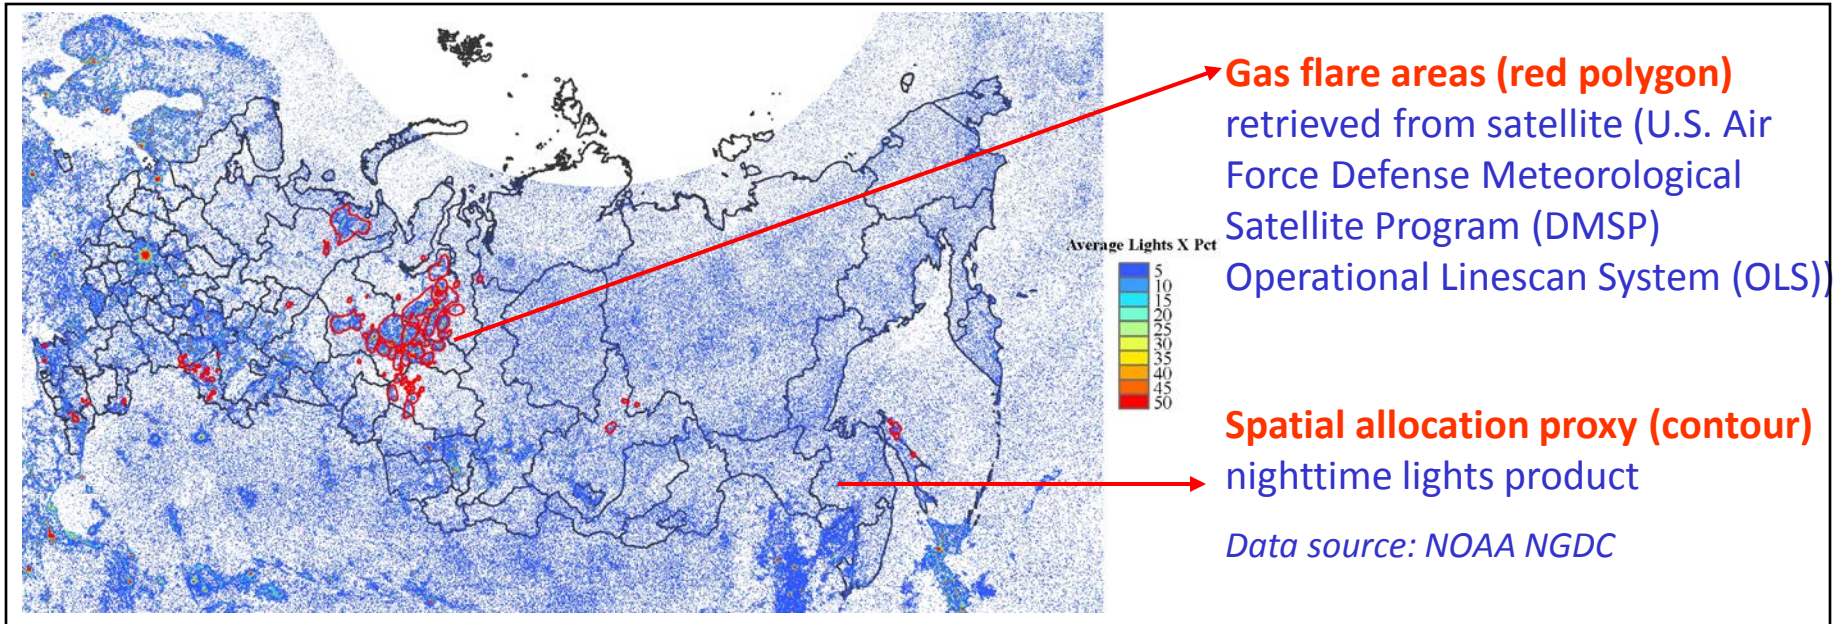 Gas flare areas (red polygon)
retrieved from satellite (U.S. Air
Force Defense Meteorological
Satellite Program (DMSP)
Operational Linescan System (OLS))
Average Lights X Pct
5
10
15
20
25
30
35
40
45
50
Spatial allocation proxy (contour)
nighttime lights product
Data source: NOAA NGDC